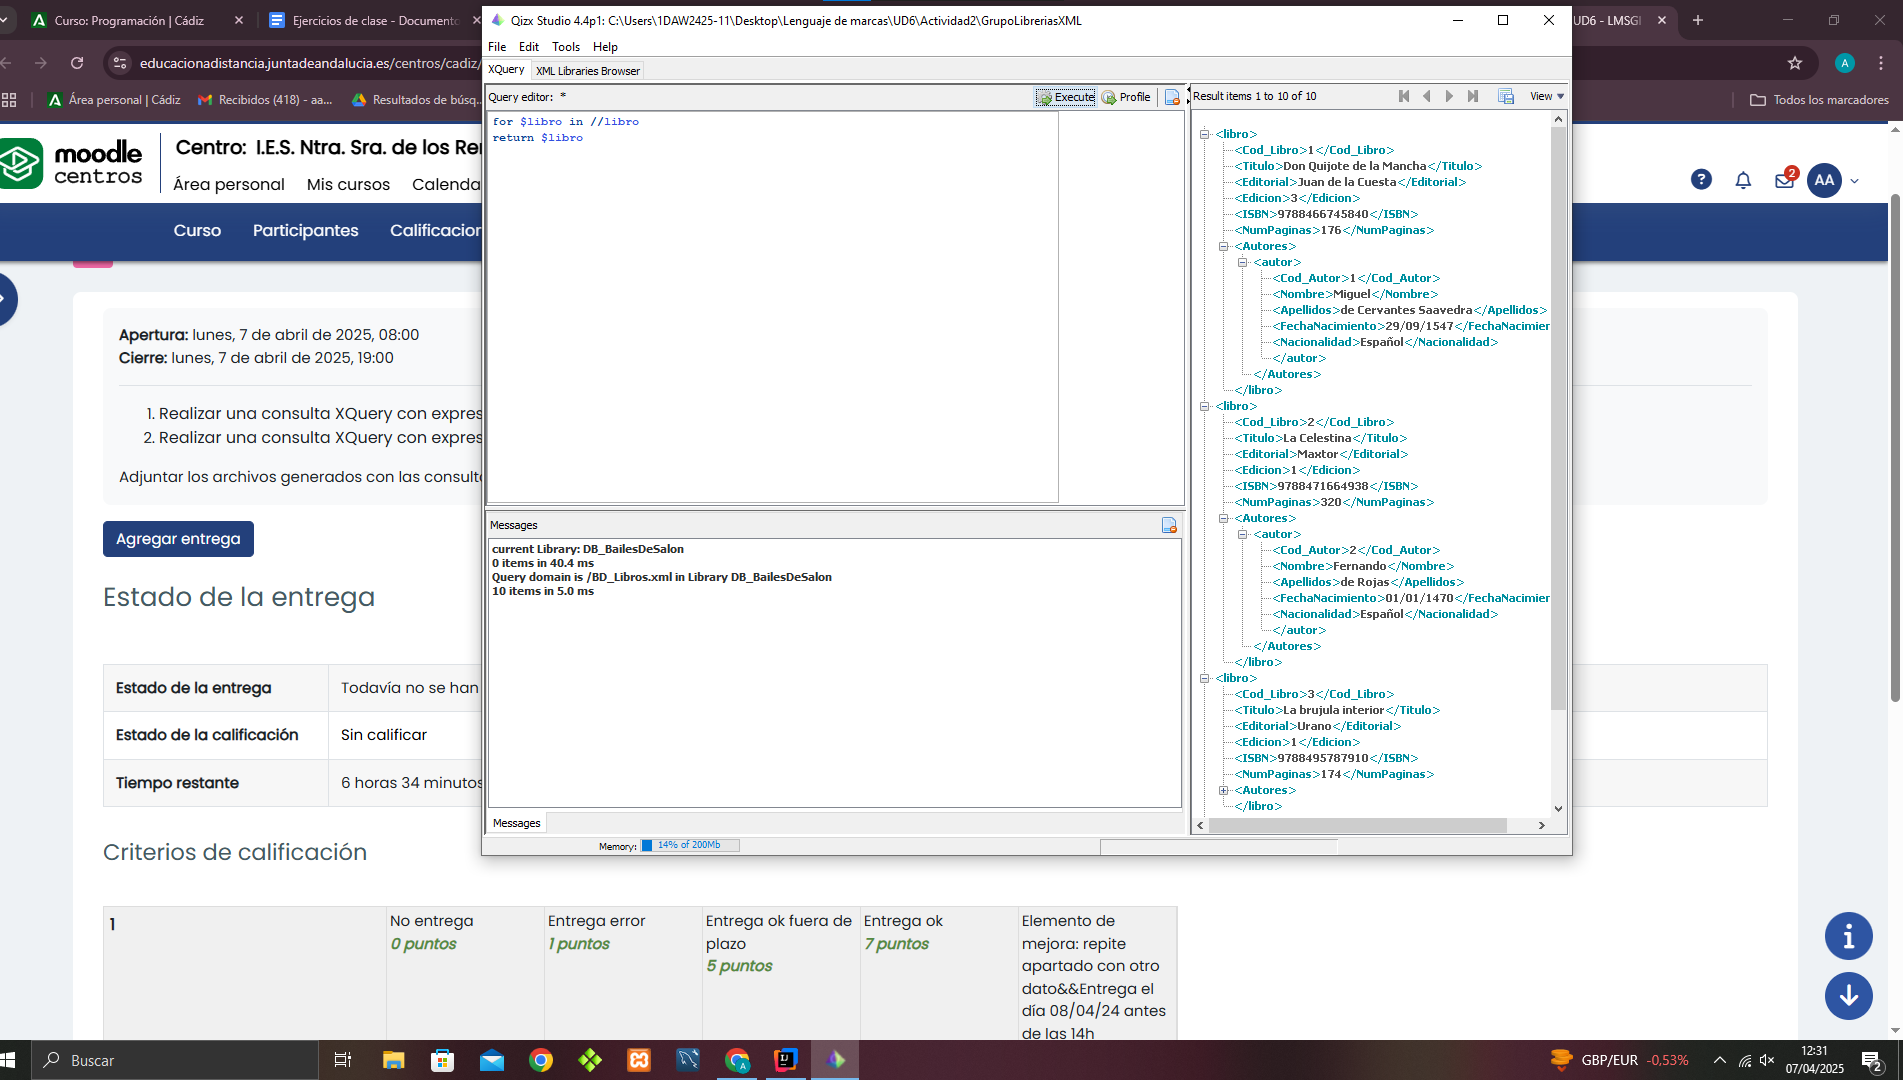 Curso: Programación | Cádiz
Ejercicios de clase - Documento
UD6 - LMSGI
educacionadistancia.juntadeandalucia.es/centros/cadiz/
A
Área personal | Cádiz
Recibidos (418) - aa...
Resultados de búsq...
Todos los marcadores
Qizx Studio 4.4p1: C:\Users\1DAW2425-11\Desktop\Lenguaje de marcas\UD6\Actividad2\GrupoLibreriasXML
File Edit Tools Help
XQuery XML Libraries Browser
Query editor: *
Execute Profile
for $libro in //libro
return $libro
Messages
current Library: DB_BailesDeSalon
0 items in 40.4 ms
Query domain is /BD_Libros.xml in Library DB_BailesDeSalon
10 items in 5.0 ms
Messages
Memory: 14% of 200Mb
Result items 1 to 10 of 10
View
<libro>
<Cod_Libro>1</Cod_Libro>
<Titulo>Don Quijote de la Mancha</Titulo>
<Editorial>Juan de la Cuesta</Editorial>
<Edicion>3</Edicion>
<ISBN>9788466745840</ISBN>
<NumPaginas>176</NumPaginas>
<Autores>
<autor>
<Cod_Autor>1</Cod_Autor>
<Nombre>Miguel</Nombre>
<Apellidos>de Cervantes Saavedra</Apellidos>
<FechaNacimiento>29/09/1547</FechaNacimier
<Nacionalidad>Español</Nacionalidad>
</autor>
</Autores>
</libro>
<libro>
<Cod_Libro>2</Cod_Libro>
<Titulo>La Celestina</Titulo>
<Editorial>Maxtor</Editorial>
<Edicion>1</Edicion>
<ISBN>9788471664938</ISBN>
<NumPaginas>320</NumPaginas>
<Autores>
<autor>
<Cod_Autor>2</Cod_Autor>
<Nombre>Fernando</Nombre>
<Apellidos>de Rojas</Apellidos>
<FechaNacimiento>01/01/1470</FechaNacimier
<Nacionalidad>Español</Nacionalidad>
</autor>
</Autores>
</libro>
<libro>
<Cod_Libro>3</Cod_Libro>
<Titulo>La brujula interior</Titulo>
<Editorial>Urano</Editorial>
<Edicion>1</Edicion>
<ISBN>9788495787910</ISBN>
<NumPaginas>174</NumPaginas>
<Autores>
</libro>
moodle
centros
Centro: I.E.S. Ntra. Sra. de los Re
Área personal Mis cursos Calenda
2
AA
Curso Participantes Calificacion
Apertura: lunes, 7 de abril de 2025, 08:00
Cierre: lunes, 7 de abril de 2025, 19:00
1. Realizar una consulta XQuery con expres
2. Realizar una consulta XQuery con expres
Adjuntar los archivos generados con las consult
Agregar entrega
Estado de la entrega
Estado de la entrega Todavía no se han
Estado de la calificación Sin calificar
Tiempo restante 6 horas 34 minutos
Criterios de calificación
1
No entrega
0 puntos
Entrega error
1 puntos
Entrega ok fuera de
plazo
5 puntos
Entrega ok
7 puntos
Elemento de
mejora: repite
apartado con otro
dato&&Entrega el
día 08/04/24 antes
de las 14h
Buscar
GBP/EUR -0,53%
12:31
07/04/2025
2